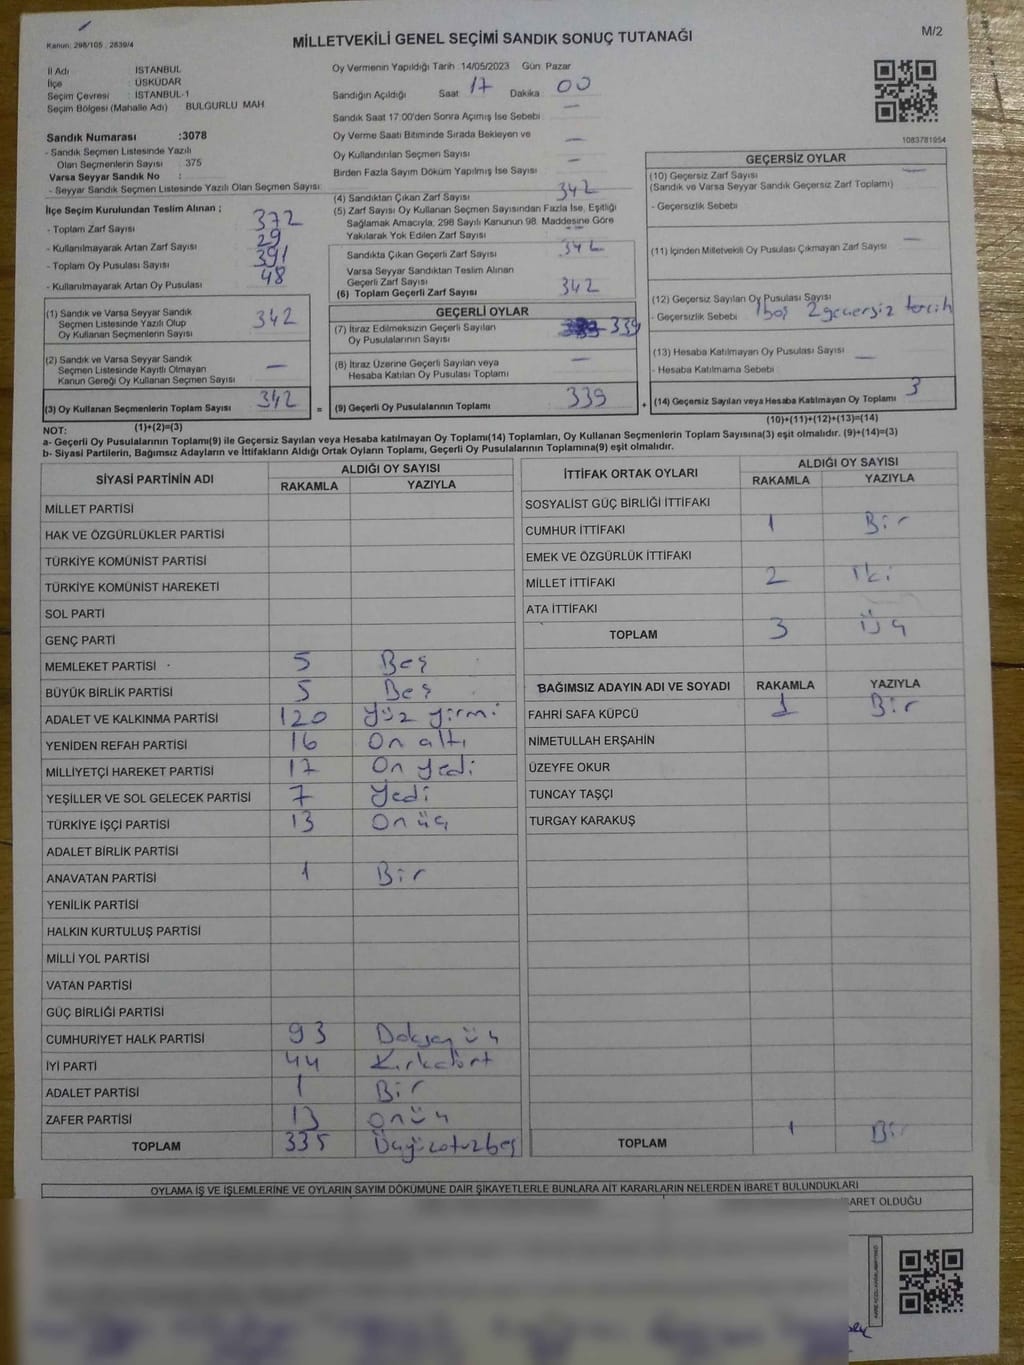 Kanun: 298/105 , 2839/4
MİLLETVEKİLİ GENEL SEÇİMİ SANDIK SONUÇ TUTANAĞI
M/2
İl Adı : İSTANBUL
İlçe : ÜSKÜDAR
Seçim Çevresi : İSTANBUL-1
Seçim Bölgesi (Mahalle Adı) BULGURLU MAH
Sandık Numarası :3078
- Sandık Seçmen Listesinde Yazılı
Olan Seçmenlerin Sayısı : 375
Varsa Seyyar Sandık No :
- Seyyar Sandık Seçmen Listesinde Yazılı Olan Seçmen Sayısı:
Oy Vermenin Yapıldığı Tarih :14/05/2023 Gün: Pazar
Sandığın Açıldığı Saat 17 Dakika 00
Sandık Saat 17:00'den Sonra Açımış İse Sebebi —
Oy Verme Saati Bitiminde Sırada Bekleyen ve
Oy Kullandırılan Seçmen Sayısı —
Birden Fazla Sayım Döküm Yapılmış İse Sayısı —
1083781954
İlçe Seçim Kurulundan Teslim Alınan ;
- Toplam Zarf Sayısı 372
- Kullanılmayarak Artan Zarf Sayısı 29
- Toplam Oy Pusulası Sayısı 391
- Kullanılmayarak Artan Oy Pusulası 48
(4) Sandıktan Çıkan Zarf Sayısı 342
(5) Zarf Sayısı Oy Kullanan Seçmen Sayısından Fazla İse, Eşitliği
Sağlamak Amacıyla; 298 Sayılı Kanunun 98. Maddesine Göre
Yakılarak Yok Edilen Zarf Sayısı
Sandıkta Çıkan Geçerli Zarf Sayısı 342
Varsa Seyyar Sandıktan Teslim Alınan
Geçerli Zarf Sayısı
(6) Toplam Geçerli Zarf Sayısı 342
GEÇERSİZ OYLAR
(10) Geçersiz Zarf Sayısı —
(Sandık ve Varsa Seyyar Sandık Geçersiz Zarf Toplamı)
- Geçersizlik Sebebi
(11) İçinden Milletvekili Oy Pusulası Çıkmayan Zarf Sayısı —
(12) Geçersiz Sayılan Oy Pusulası Sayısı
- Geçersizlik Sebebi 1 boş 2 geçersiz tercih
(13) Hesaba Katılmayan Oy Pusulası Sayısı —
- Hesaba Katılmama Sebebi
(14) Geçersiz Sayılan veya Hesaba Katılmayan Oy Toplamı 3
(10)+(11)+(12)+(13)=(14)
(1) Sandık ve Varsa Seyyar Sandık
Seçmen Listesinde Yazılı Olup
Oy Kullanan Seçmenlerin Sayısı 342
(2) Sandık ve Varsa Seyyar Sandık
Seçmen Listesinde Kayıtlı Olmayan
Kanun Gereği Oy Kullanan Seçmen Sayısı —
(3) Oy Kullanan Seçmenlerin Toplam Sayısı 342 =
(1)+(2)=(3)
GEÇERLİ OYLAR
(7) İtiraz Edilmeksizin Geçerli Sayılan
Oy Pusulalarının Sayısı 339
(8) İtiraz Üzerine Geçerli Sayılan veya
Hesaba Katılan Oy Pusulası Toplamı —
(9) Geçerli Oy Pusulalarının Toplamı 339 +
NOT:
a- Geçerli Oy Pusulalarının Toplamı(9) ile Geçersiz Sayılan veya Hesaba katılmayan Oy Toplamı(14) Toplamları, Oy Kullanan Seçmenlerin Toplam Sayısına(3) eşit olmalıdır. (9)+(14)=(3)
b- Siyasi Partilerin, Bağımsız Adayların ve İttifakların Aldığı Ortak Oyların Toplamı, Geçerli Oy Pusulalarının Toplamına(9) eşit olmalıdır.
SİYASİ PARTİNİN ADI ALDIĞI OY SAYISI
RAKAMLA YAZIYLA
MİLLET PARTİSİ
HAK VE ÖZGÜRLÜKLER PARTİSİ
TÜRKİYE KOMÜNİST PARTİSİ
TÜRKİYE KOMÜNİST HAREKETİ
SOL PARTİ
GENÇ PARTİ
MEMLEKET PARTİSİ 5 Beş
BÜYÜK BİRLİK PARTİSİ 5 Beş
ADALET VE KALKINMA PARTİSİ 120 Yüz yirmi
YENİDEN REFAH PARTİSİ 16 On altı
MİLLİYETÇİ HAREKET PARTİSİ 17 On yedi
YEŞİLLER VE SOL GELECEK PARTİSİ 7 Yedi
TÜRKİYE İŞÇİ PARTİSİ 13 On üç
ADALET BİRLİK PARTİSİ
ANAVATAN PARTİSİ 1 Bir
YENİLİK PARTİSİ
HALKIN KURTULUŞ PARTİSİ
MİLLİ YOL PARTİSİ
VATAN PARTİSİ
GÜÇ BİRLİĞİ PARTİSİ
CUMHURİYET HALK PARTİSİ 93 Doksan üç
İYİ PARTİ 44 Kırkdört
ADALET PARTİSİ 1 Bir
ZAFER PARTİSİ 13 onüç
TOPLAM 335 Üçyüzotuzbeş
İTTİFAK ORTAK OYLARI ALDIĞI OY SAYISI
RAKAMLA YAZIYLA
SOSYALİST GÜÇ BİRLİĞİ İTTİFAKI
CUMHUR İTTİFAKI 1 Bir
EMEK VE ÖZGÜRLÜK İTTİFAKI
MİLLET İTTİFAKI 2 İki
ATA İTTİFAKI
TOPLAM 3 Üç
BAĞIMSIZ ADAYIN ADI VE SOYADI RAKAMLA YAZIYLA
FAHRİ SAFA KÜPCÜ 1 Bir
NİMETULLAH ERŞAHİN
ÜZEYFE OKUR
TUNCAY TAŞÇI
TURGAY KARAKUŞ
TOPLAM 1 Bir
OYLAMA İŞ VE İŞLEMLERİNE VE OYLARIN SAYIM DÖKÜMÜNE DAİR ŞİKAYETLERLE BUNLARA AİT KARARLARIN NELERDEN İBARET BULUNDUKLARI
İBARET OLDUĞU